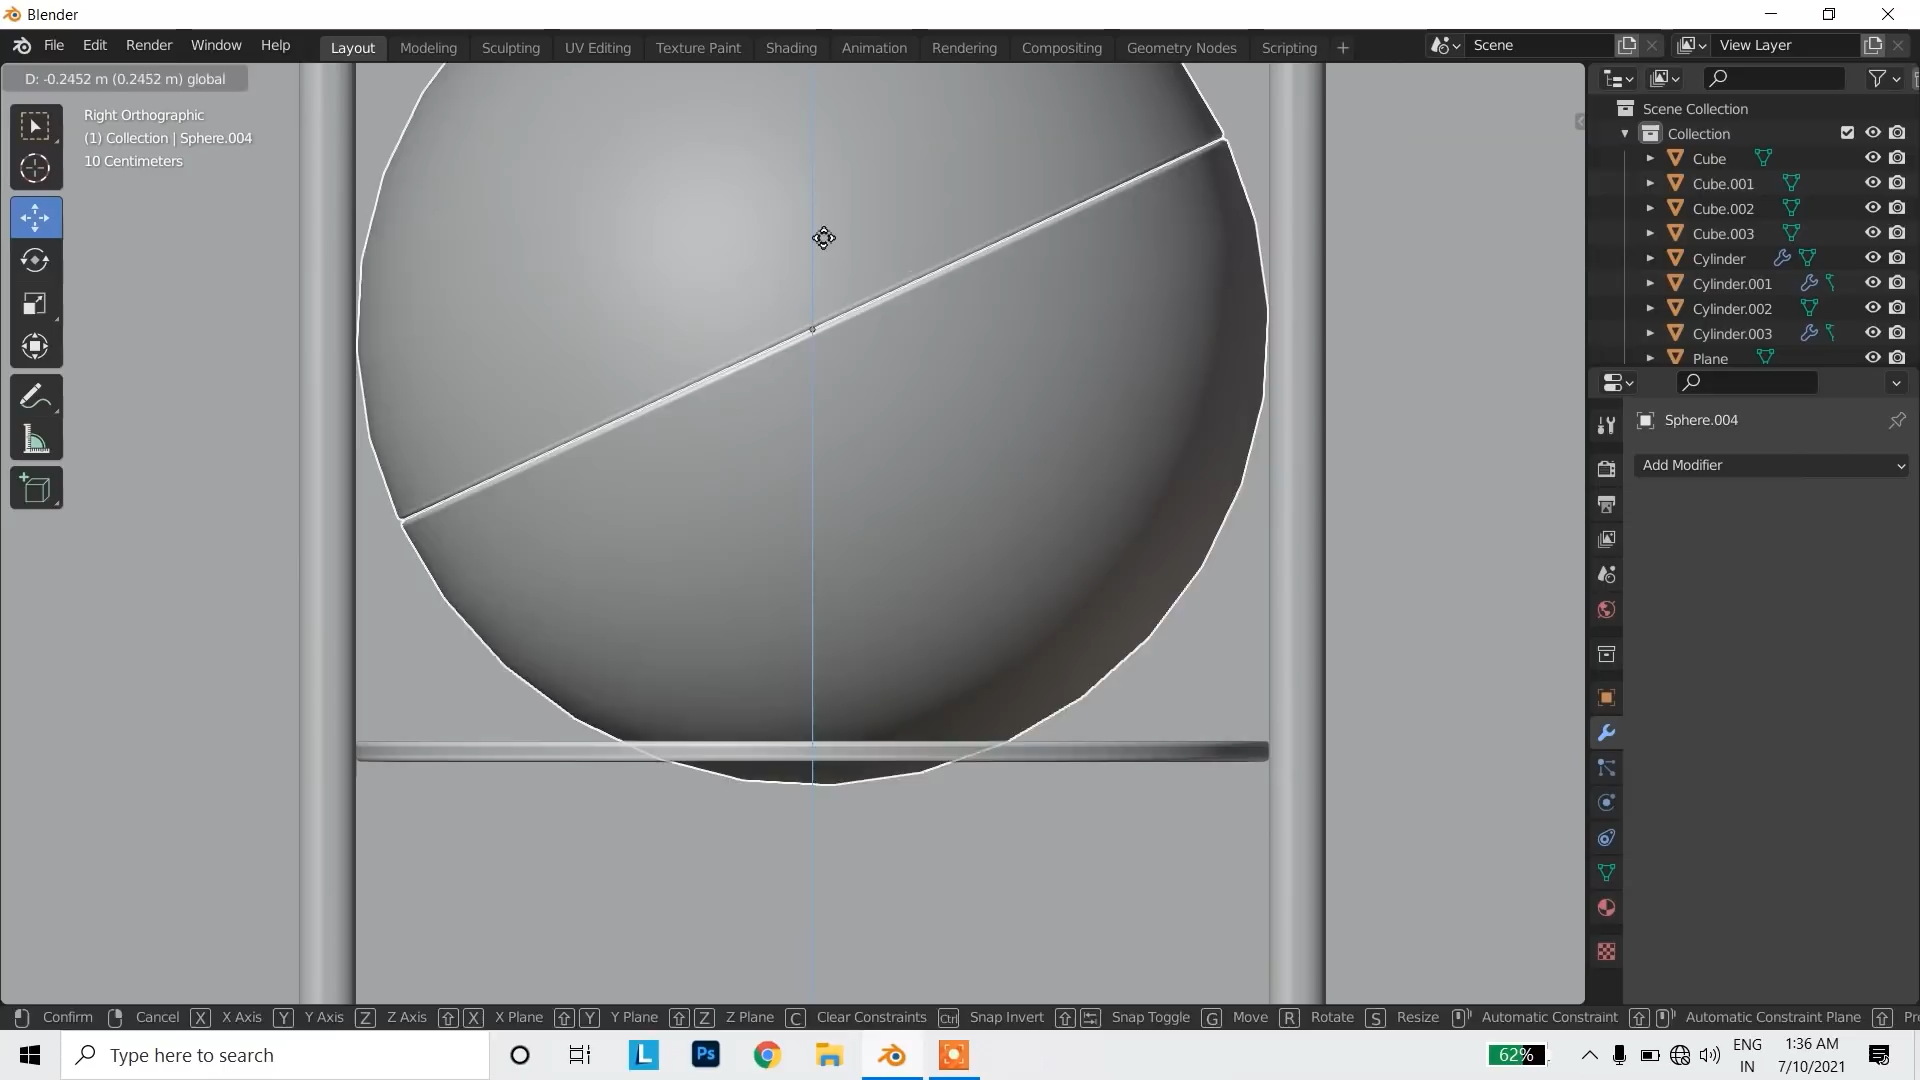 Blender
File Edit Render Window Help Layout Modeling Sculpting UV Editing Texture Paint Shading Animation Rendering Compositing Geometry Nodes Scripting + Scene View Layer
D: -0.2452 m (0.2452 m) global
Right Orthographic
(1) Collection | Sphere.004
10 Centimeters
Scene Collection
Collection
Cube
Cube.001
Cube.002
Cube.003
Cylinder
Cylinder.001
Cylinder.002
Cylinder.003
Plane
Sphere.004
Add Modifier
Confirm Cancel X X Axis Y Y Axis Z Z Axis X X Plane Y Y Plane Z Z Plane C Clear Constraints Ctrl Snap Invert Snap Toggle G Move R Rotate S Resize Automatic Constraint Automatic Constraint Plane Pr
Type here to search
L
Ps
62%
ENG
IN
1:36 AM
7/10/2021